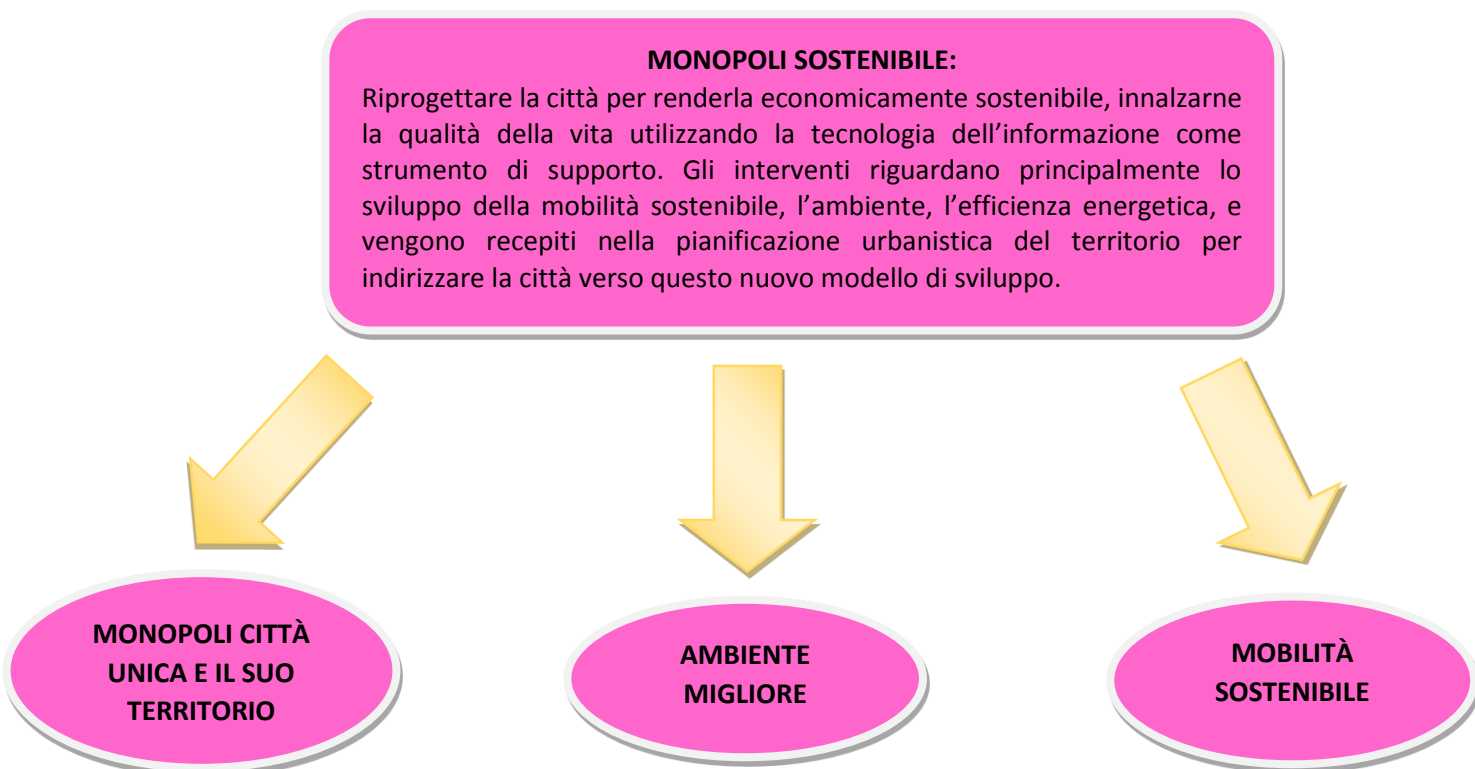 MONOPOLI SOSTENIBILE:
Riprogettare la città per renderla economicamente sostenibile, innalzarne
la qualità della vita utilizzando la tecnologia dell’informazione come
strumento di supporto. Gli interventi riguardano principalmente lo
sviluppo della mobilità sostenibile, l’ambiente, l’efficienza energetica, e
vengono recepiti nella pianificazione urbanistica del territorio per
indirizzare la città verso questo nuovo modello di sviluppo.
MONOPOLI CITTÀ
UNICA E IL SUO
TERRITORIO
AMBIENTE
MIGLIORE
MOBILITÀ
SOSTENIBILE